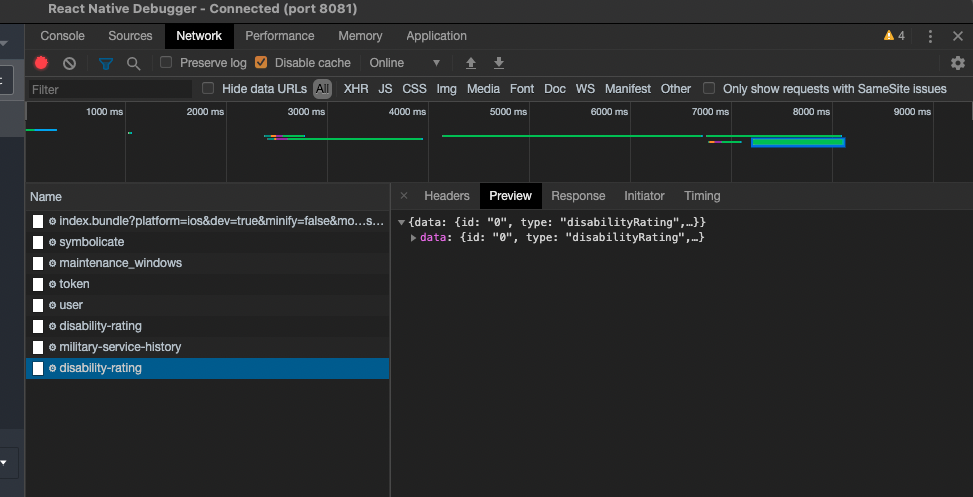 React Native Debugger - Connected (port 8081)
Console Sources Network Performance Memory Application 4
Preserve log Disable cache Online
Filter Hide data URLs All XHR JS CSS Img Media Font Doc WS Manifest Other Only show requests with SameSite issues
1000 ms 2000 ms 3000 ms 4000 ms 5000 ms 6000 ms 7000 ms 8000 ms 9000 ms
Name
Headers Preview Response Initiator Timing
index.bundle?platform=ios&dev=true&minify=false&mo…s…
symbolicate
maintenance_windows
token
user
disability-rating
military-service-history
disability-rating
{data: {id: "0", type: "disabilityRating",…}}
data: {id: "0", type: "disabilityRating",…}